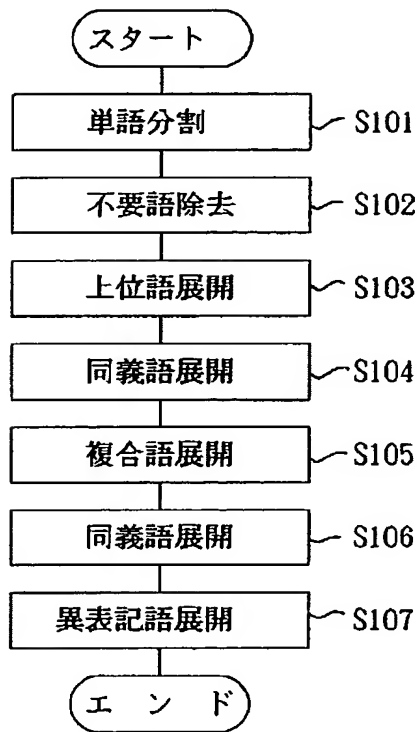 スタート
単語分割 S101
不要語除去 S102
上位語展開 S103
同義語展開 S104
複合語展開 S105
同義語展開 S106
異表記語展開 S107
エンド